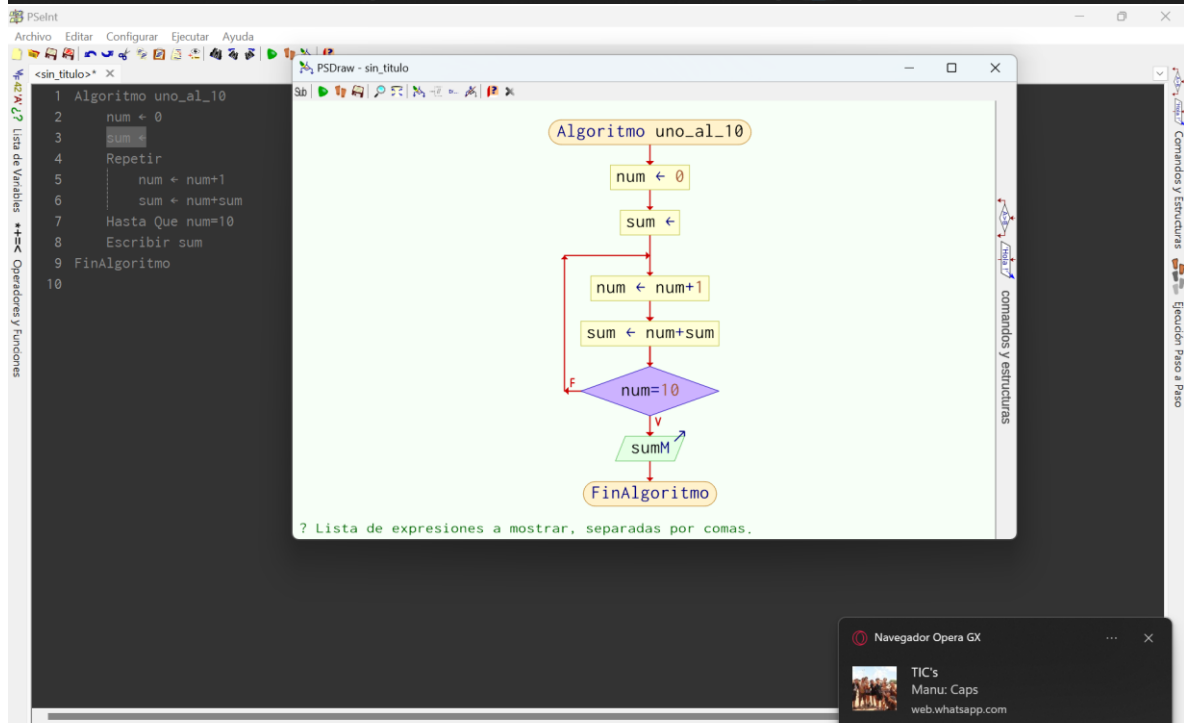 PSeInt
Archivo Editar Configurar Ejecutar Ayuda
<sin_titulo>*
1 Algoritmo uno_al_10
2 num ← 0
3 sum ←
4 Repetir
5 num ← num+1
6 sum ← num+sum
7 Hasta Que num=10
8 Escribir sum
9 FinAlgoritmo
10
*42'A'¿? Lista de Variables
*+=< Operadores y Funciones
PSDraw - sin_titulo
Sub
Algoritmo uno_al_10
num ← 0
sum ←
num ← num+1
sum ← num+sum
num=10
F
V
sumM
FinAlgoritmo
? Lista de expresiones a mostrar, separadas por comas.
A>B
'Hola !'
comandos y estructuras
Comandos y Estructuras
Ejecución Paso a Paso
Navegador Opera GX
TIC's
Manu: Caps
web.whatsapp.com